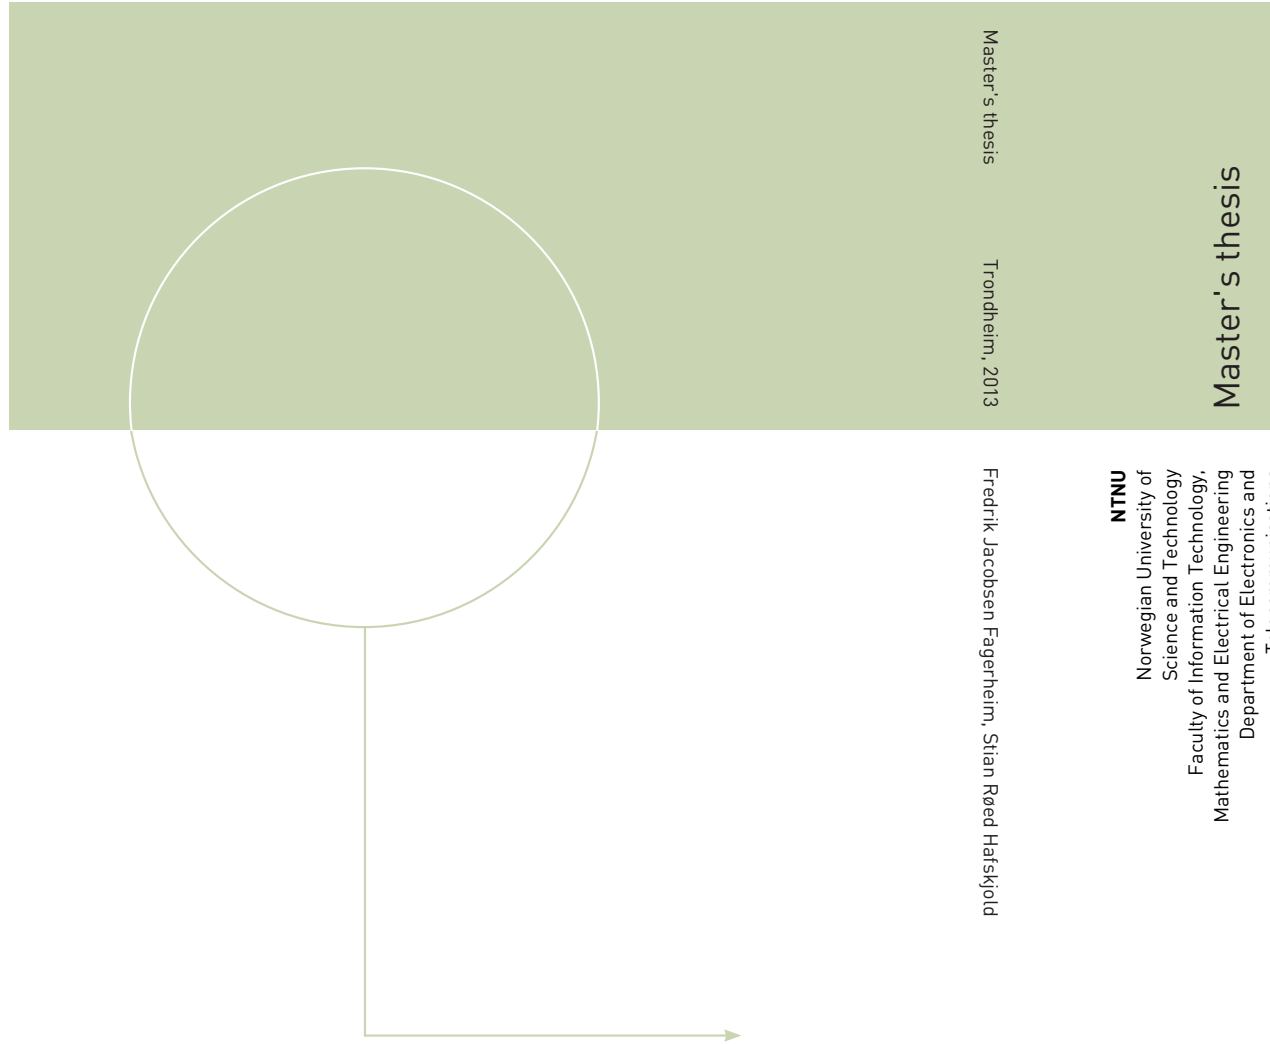 Master's thesis
Trondheim, 2013
Fredrik Jacobsen Fagerheim, Stian Røed Hafskjold
Master's thesis
NTNU
Norwegian University of
Science and Technology
Faculty of Information Technology,
Mathematics and Electrical Engineering
Department of Electronics and